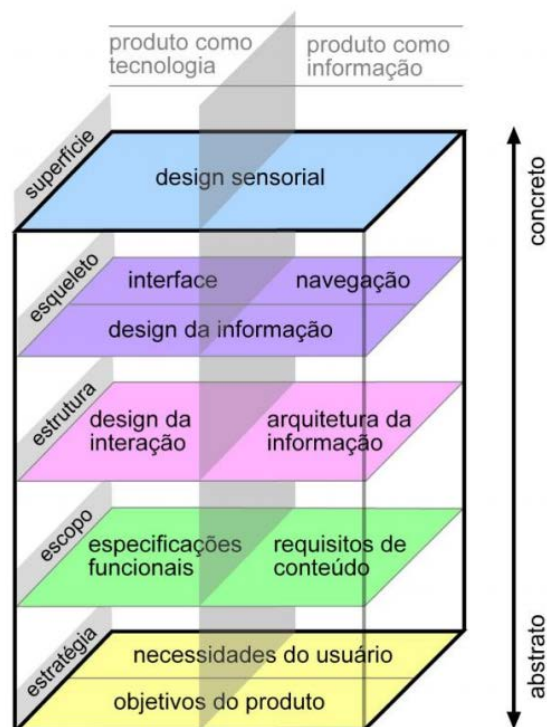 produto como
tecnologia
produto como
informação
superfície
design sensorial
concreto
esqueleto
interface
navegação
design da informação
estrutura
design da
interação
arquitetura da
informação
escopo
especificações
funcionais
requisitos de
conteúdo
estratégia
necessidades do usuário
objetivos do produto
abstrato